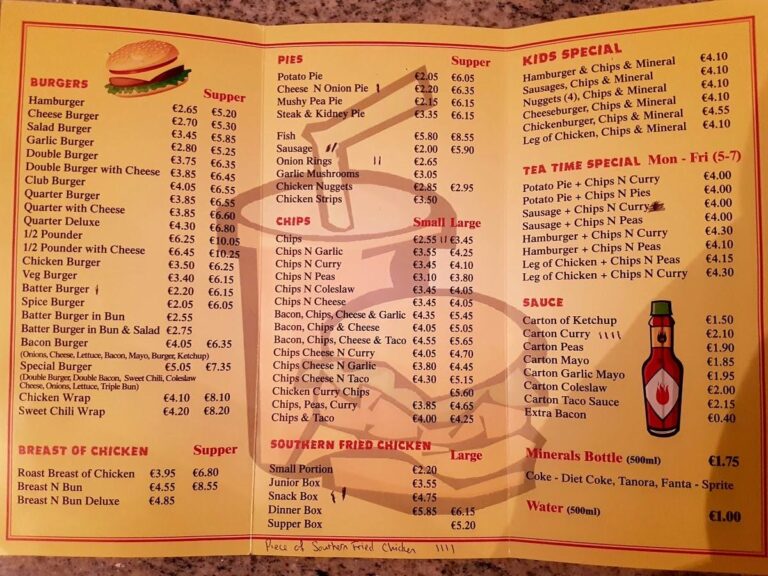 BURGERS Supper
Hamburger €2.65 €5.20
Cheese Burger €2.70 €5.30
Salad Burger €3.45 €5.85
Garlic Burger €2.80 €5.25
Double Burger €3.75 €6.35
Double Burger with Cheese €3.85 €6.45
Club Burger €4.05 €6.55
Quarter Burger €3.85 €6.55
Quarter with Cheese €3.85 €6.60
Quarter Deluxe €4.30 €6.80
1/2 Pounder €6.25 €10.05
1/2 Pounder with Cheese €6.45 €10.25
Chicken Burger €3.50 €6.25
Veg Burger €3.40 €6.15
Batter Burger €2.20 €6.15
Spice Burger €2.05 €6.05
Batter Burger in Bun €2.55
Batter Burger in Bun & Salad €2.75
Bacon Burger €4.05 €6.35
(Onions, Cheese, Lettuce, Bacon, Mayo, Burger, Ketchup)
Special Burger €5.05 €7.35
(Double Burger, Double Bacon, Sweet Chili, Coleslaw
Cheese, Onions, Lettuce, Triple Bun)
Chicken Wrap €4.10 €8.10
Sweet Chili Wrap €4.20 €8.20
BREAST OF CHICKEN Supper
Roast Breast of Chicken €3.95 €6.80
Breast N Bun €4.55 €8.55
Breast N Bun Deluxe €4.85
PIES Supper
Potato Pie €2.05 €6.05
Cheese N Onion Pie €2.20 €6.35
Mushy Pea Pie €2.15 €6.15
Steak & Kidney Pie €3.35 €6.15
Fish €5.80 €8.55
Sausage €2.00 €5.90
Onion Rings €2.65
Garlic Mushrooms €3.05
Chicken Nuggets €2.85 €2.95
Chicken Strips €3.50
CHIPS Small Large
Chips €2.55 €3.45
Chips N Garlic €3.55 €4.25
Chips N Curry €3.45 €4.10
Chips N Peas €3.10 €3.80
Chips N Coleslaw €3.45 €4.05
Chips N Cheese €3.45 €4.05
Bacon, Chips, Cheese & Garlic €4.35 €5.45
Bacon, Chips & Cheese €4.05 €5.05
Bacon, Chips, Cheese & Taco €4.55 €5.65
Chips Cheese N Curry €4.05 €4.70
Chips Cheese N Garlic €3.80 €4.45
Chips Cheese N Taco €4.30 €5.15
Chicken Curry Chips €5.60
Chips, Peas, Curry €3.85 €4.65
Chips & Taco €4.00 €4.25
SOUTHERN FRIED CHICKEN Large
Small Portion €2.20
Junior Box €3.55
Snack Box €4.75
Dinner Box €5.85 €6.15
Supper Box €5.20
Piece of Southern Fried Chicken IIII
KIDS SPECIAL
Hamburger & Chips & Mineral €4.10
Sausages, Chips & Mineral €4.10
Nuggets (4), Chips & Mineral €4.10
Cheeseburger, Chips & Mineral €4.10
Chickenburger, Chips & Mineral €4.55
Leg of Chicken, Chips & Mineral €4.10
TEA TIME SPECIAL Mon - Fri (5-7)
Potato Pie + Chips N Curry €4.00
Potato Pie + Chips N Pies €4.00
Sausage + Chips N Curry €4.00
Sausage + Chips N Peas €4.00
Hamburger + Chips N Curry €4.30
Hamburger + Chips N Peas €4.10
Leg of Chicken + Chips N Peas €4.15
Leg of Chicken + Chips N Curry €4.30
SAUCE
Carton of Ketchup €1.50
Carton Curry IIII €2.10
Carton Peas €1.90
Carton Mayo €1.85
Carton Garlic Mayo €1.95
Carton Coleslaw €2.00
Carton Taco Sauce €2.15
Extra Bacon €0.40
Minerals Bottle (500ml) €1.75
Coke - Diet Coke, Tanora, Fanta - Sprite
Water (500ml) €1.00